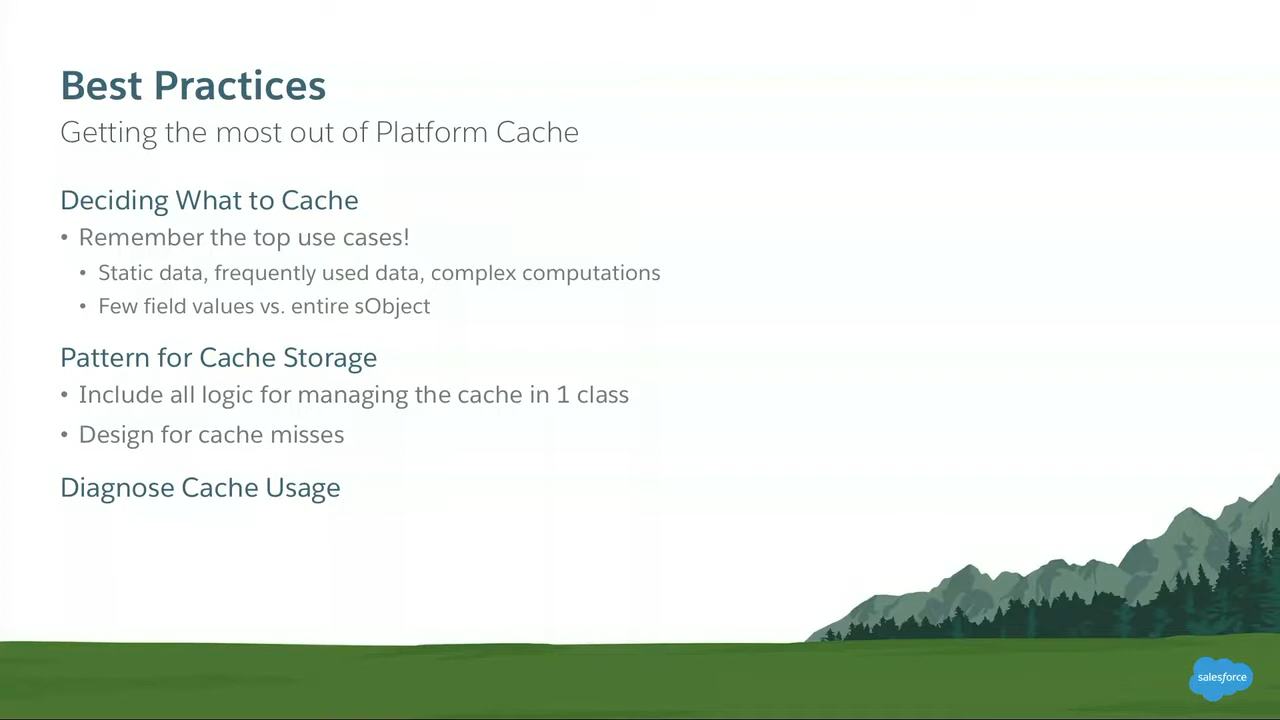 Best Practices
Getting the most out of Platform Cache
Deciding What to Cache
• Remember the top use cases!
• Static data, frequently used data, complex computations
• Few field values vs. entire sObject
Pattern for Cache Storage
• Include all logic for managing the cache in 1 class
• Design for cache misses
Diagnose Cache Usage
salesforce